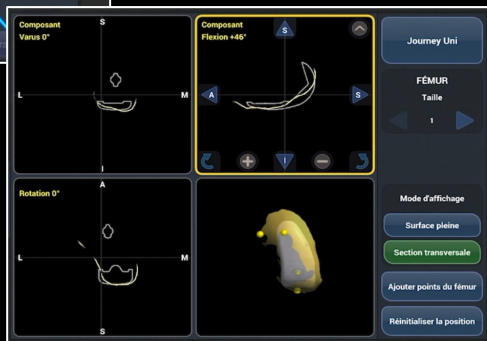 Composant
Varus 0°
S
L
M
I
Composant
Flexion +46°
S
A
S
I
Journey Uni
FÉMUR
Taille
1
Rotation 0°
A
L
M
S
Mode d'affichage
Surface pleine
Section transversale
Ajouter points du fémur
Réinitialiser la position